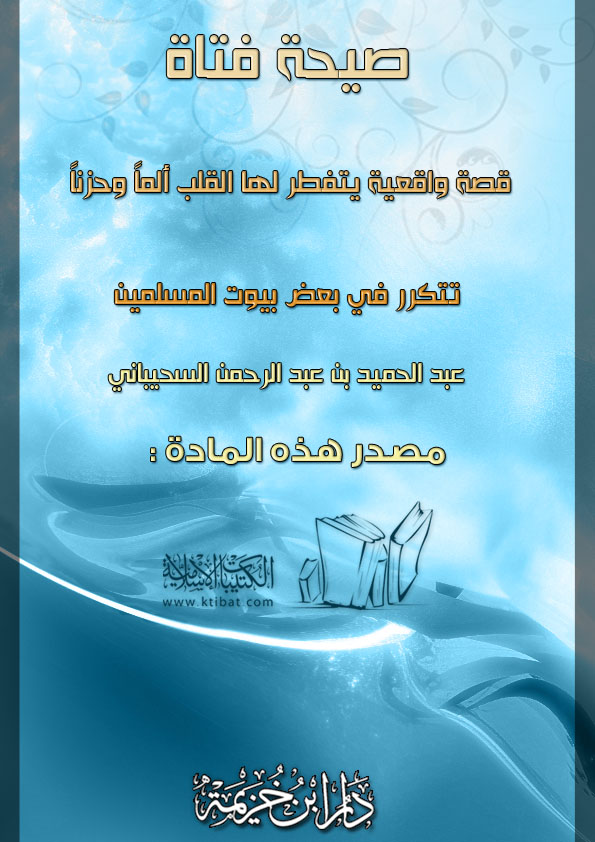 صيحة فتاة
قصة واقعية يتفطر لها القلب ألماً وحزناً
تتكرر في بعض بيوت المسلمين
عبد الحميد بن عبد الرحمن السحيباني
مصدر هذه المادة :
الكتيبات الإسلامية
www.ktibat.com
دار ابن خزيمة